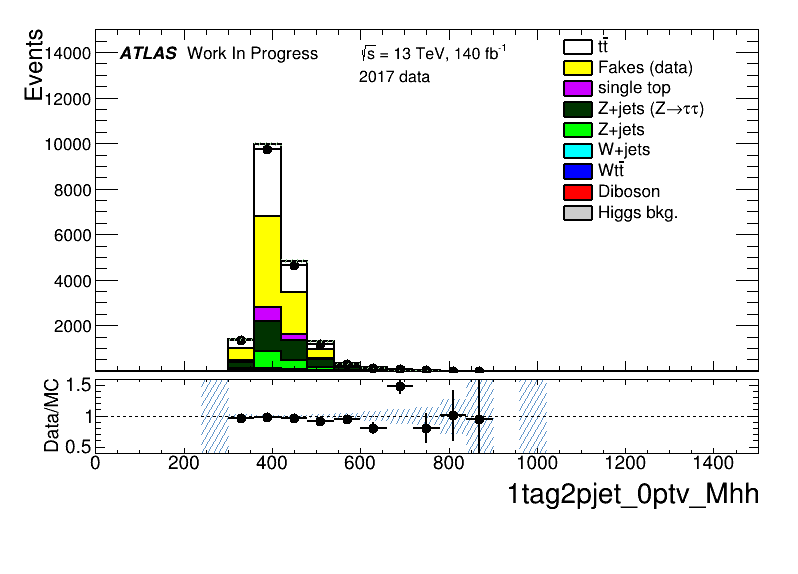 Events
14000
12000
10000
8000
6000
4000
2000
ATLAS Work In Progress
√s = 13 TeV, 140 fb⁻¹
2017 data
tt̄
Fakes (data)
single top
Z+jets (Z→ττ)
Z+jets
W+jets
Wtt̄
Diboson
Higgs bkg.
Data/MC
1.5
1
0.5
0 200 400 600 800 1000 1200 1400
1tag2pjet_0ptv_Mhh